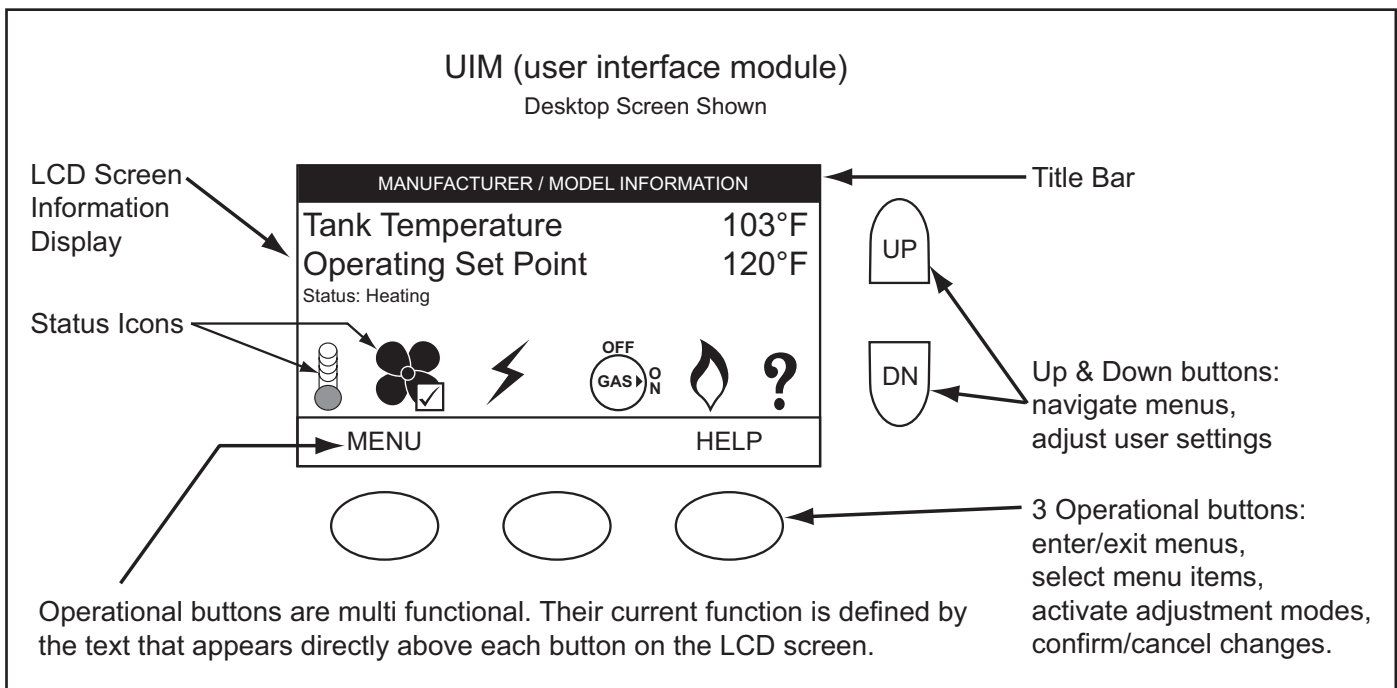 UIM (user interface module)
Desktop Screen Shown
LCD Screen
Information
Display
MANUFACTURER / MODEL INFORMATION
Title Bar
Tank Temperature 103°F
Operating Set Point 120°F
Status: Heating
UP
Status Icons
OFF
GAS
ON
?
DN
Up & Down buttons:
navigate menus,
adjust user settings
MENU HELP
3 Operational buttons:
enter/exit menus,
select menu items,
activate adjustment modes,
confirm/cancel changes.
Operational buttons are multi functional. Their current function is defined by
the text that appears directly above each button on the LCD screen.